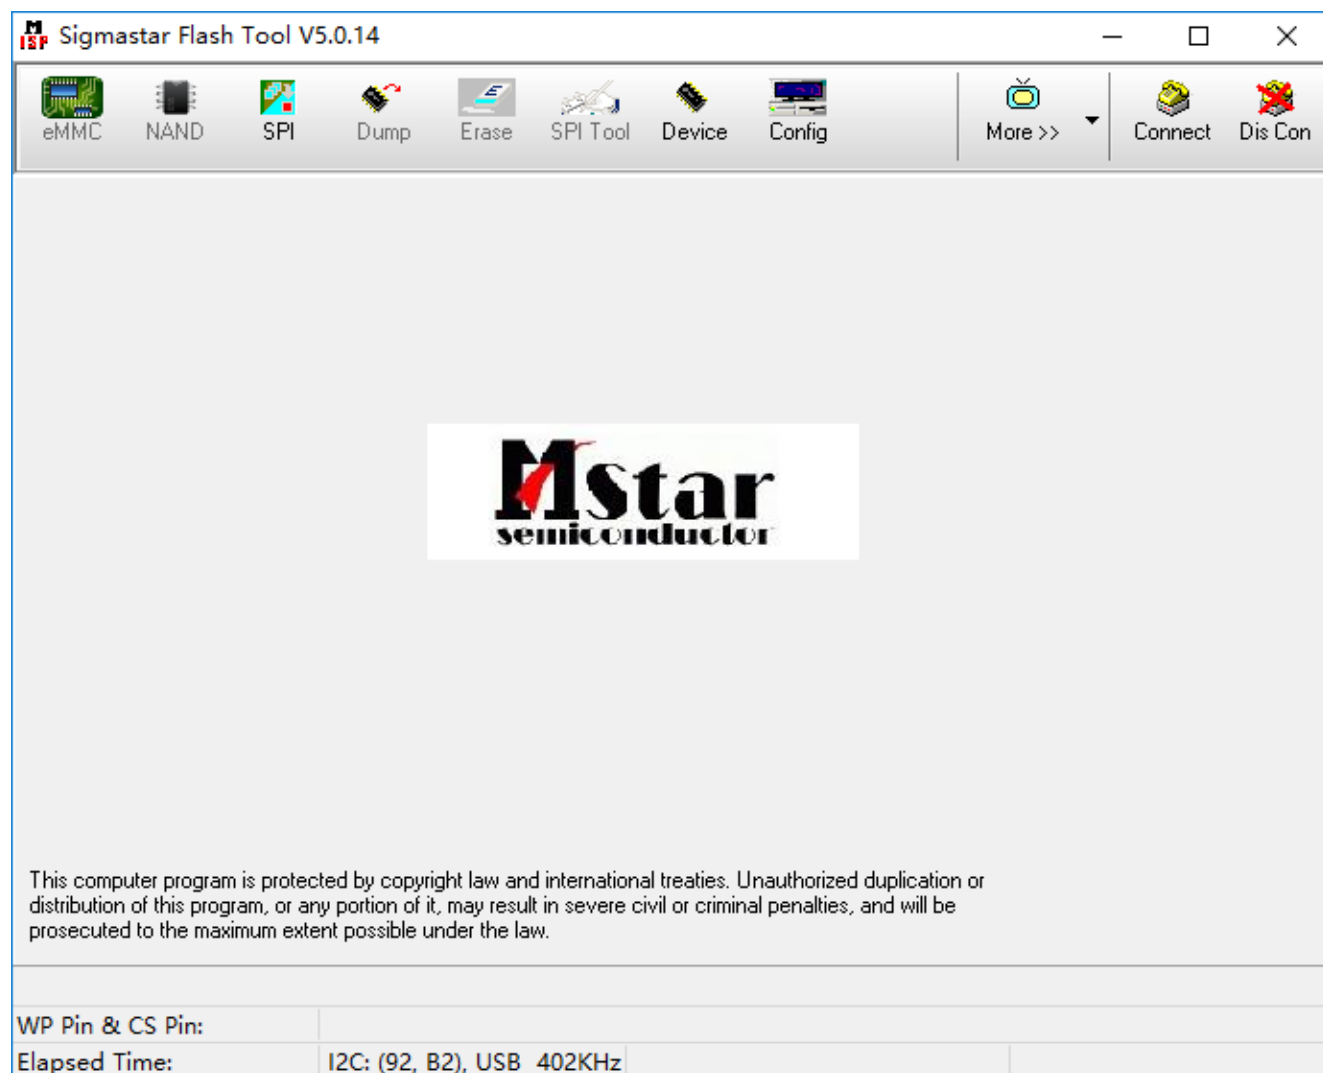 M
ISP Sigmastar Flash Tool V5.0.14
eMMC NAND SPI Dump Erase SPI Tool Device Config More >> Connect Dis Con
Mstar
semiconductor
This computer program is protected by copyright law and international treaties. Unauthorized duplication or
distribution of this program, or any portion of it, may result in severe civil or criminal penalties, and will be
prosecuted to the maximum extent possible under the law.
WP Pin & CS Pin:
Elapsed Time: I2C: (92, B2), USB 402KHz